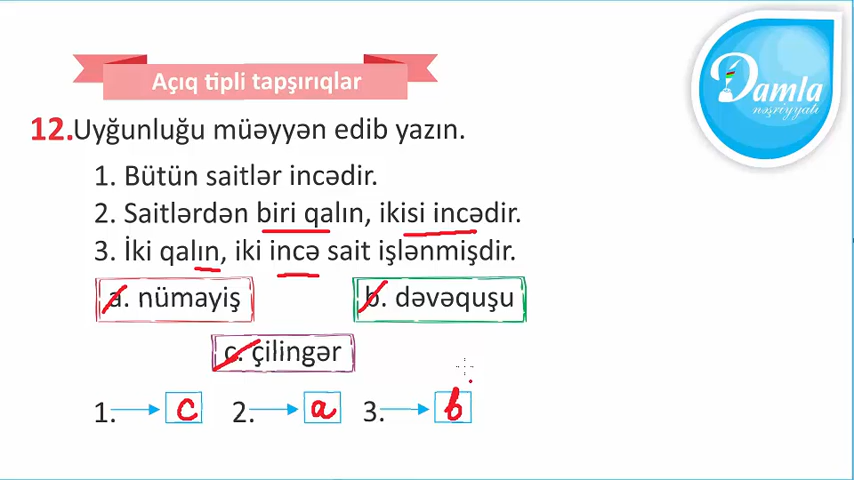 Açıq tipli tapşırıqlar
Damla
nəşriyyatı
12.Uyğunluğu müəyyən edib yazın.
1. Bütün saitlər incədir.
2. Saitlərdən biri qalın, ikisi incədir.
3. İki qalın, iki incə sait işlənmişdir.
a. nümayiş b. dəvəquşu
c. çilingər
1. c 2. a 3. b